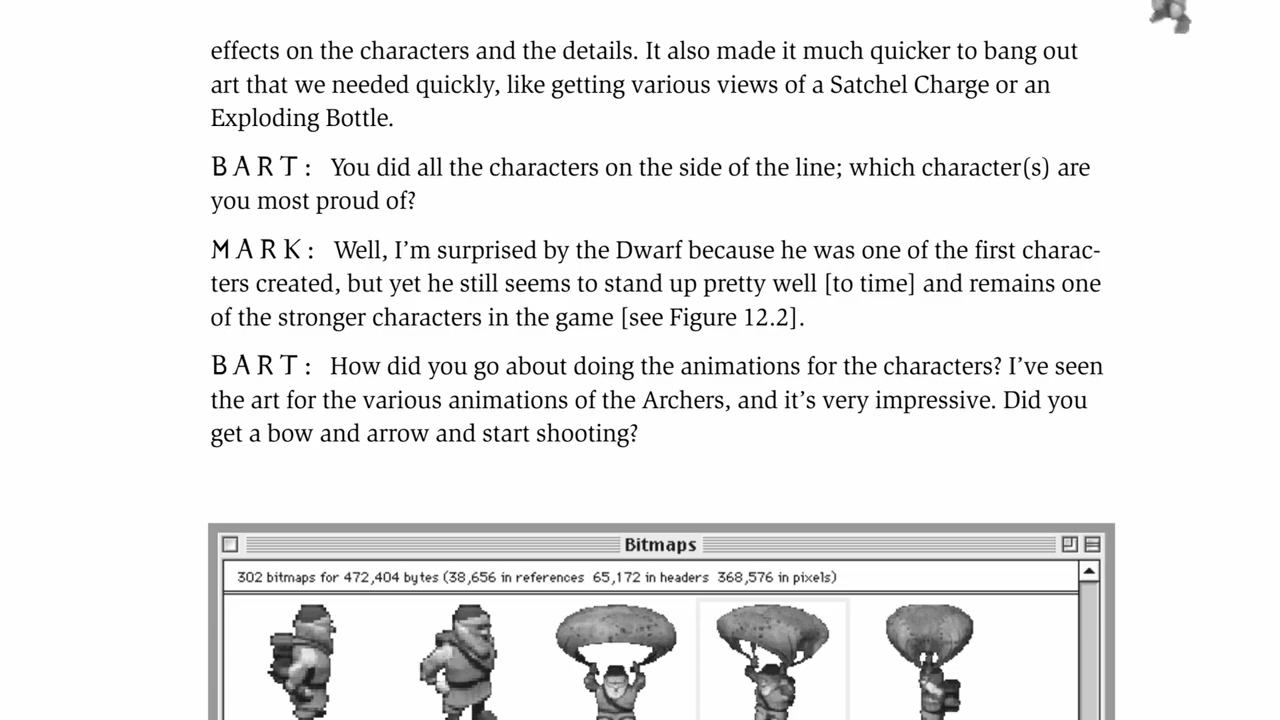 effects on the characters and the details. It also made it much quicker to bang out
art that we needed quickly, like getting various views of a Satchel Charge or an
Exploding Bottle.
BART: You did all the characters on the side of the line; which character(s) are
you most proud of?
MARK: Well, I’m surprised by the Dwarf because he was one of the first charac-
ters created, but yet he still seems to stand up pretty well [to time] and remains one
of the stronger characters in the game [see Figure 12.2].
BART: How did you go about doing the animations for the characters? I’ve seen
the art for the various animations of the Archers, and it’s very impressive. Did you
get a bow and arrow and start shooting?
Bitmaps
302 bitmaps for 472,404 bytes (38,656 in references 65,172 in headers 368,576 in pixels)